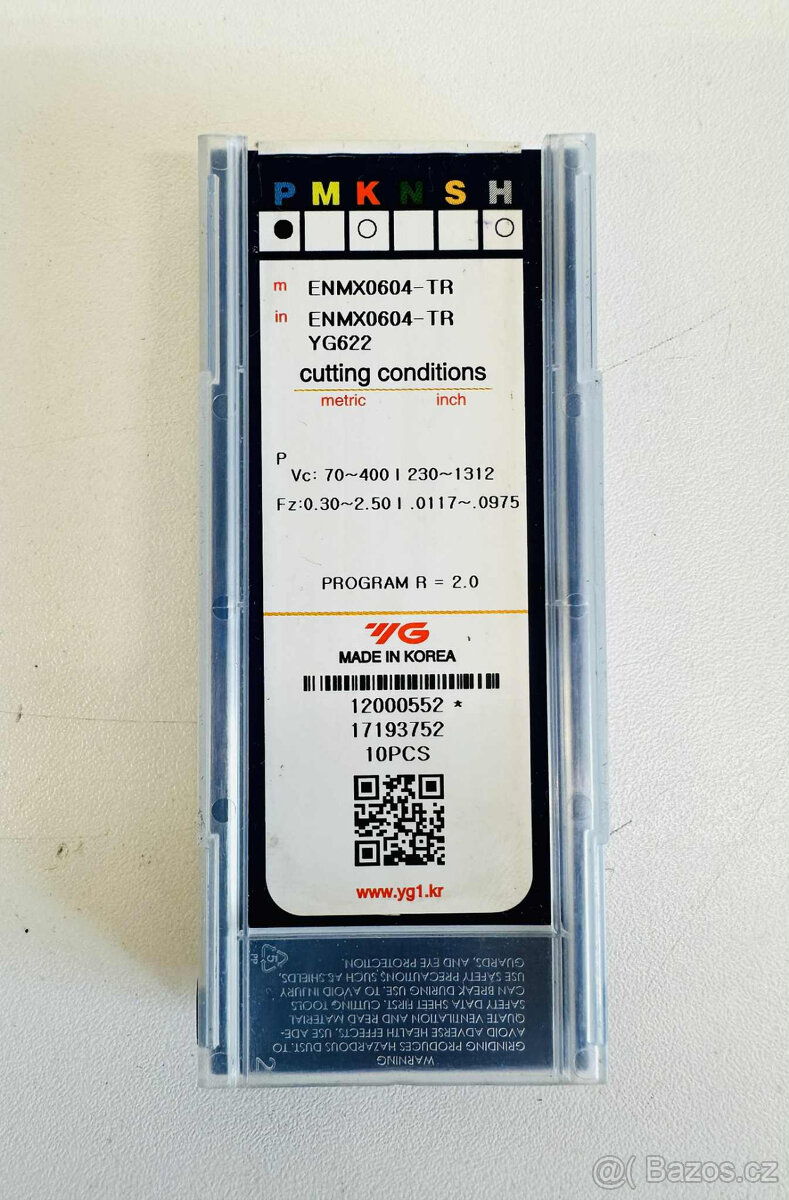 P M K N S H
m ENMX0604-TR
in ENMX0604-TR
YG622
cutting conditions
metric inch
P
Vc: 70~400 | 230~1312
Fz:0.30~2.50 | .0117~.0975
PROGRAM R = 2.0
YG
MADE IN KOREA
12000552 *
17193752
10PCS
www.yg1.kr
WARNING
GRINDING PRODUCES HAZARDOUS DUST. TO
AVOID ADVERSE HEALTH EFFECTS, USE ADE-
QUATE VENTILATION AND READ MATERIAL
SAFETY DATA SHEET FIRST. CUTTING TOOLS
CAN BREAK DURING USE. TO AVOID INJURY
USE SAFETY PRECAUTIONS SUCH AS SHIELDS,
GUARDS, AND EYE PROTECTION.
5
PP
2
@( Bazos.cz